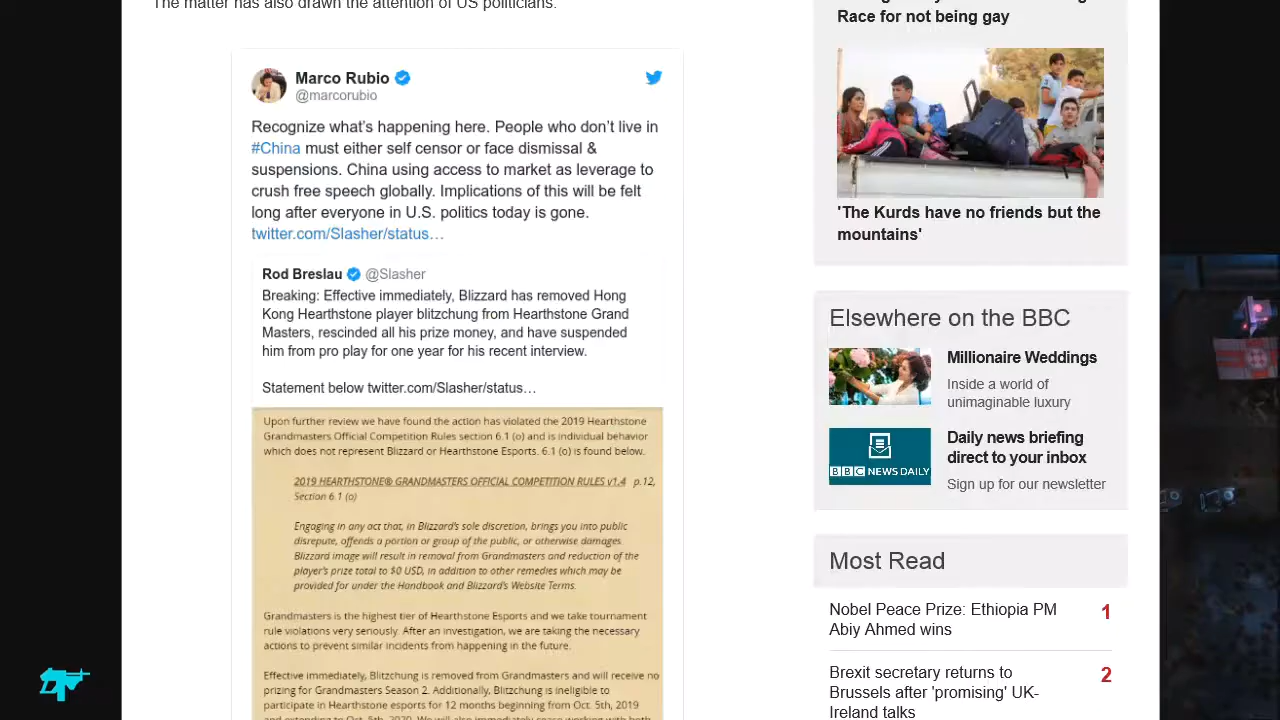 The matter has also drawn the attention of US politicians.
Marco Rubio
@marcorubio
Recognize what's happening here. People who don't live in
#China must either self censor or face dismissal &
suspensions. China using access to market as leverage to
crush free speech globally. Implications of this will be felt
long after everyone in U.S. politics today is gone.
twitter.com/Slasher/status…
Rod Breslau @Slasher
Breaking: Effective immediately, Blizzard has removed Hong
Kong Hearthstone player blitzchung from Hearthstone Grand
Masters, rescinded all his prize money, and have suspended
him from pro play for one year for his recent interview.
Statement below twitter.com/Slasher/status…
Upon further review we have found the action has violated the 2019 Hearthstone
Grandmasters Official Competition Rules section 6.1 (o) and is individual behavior
which does not represent Blizzard or Hearthstone Esports. 6.1 (o) is found below.
2019 HEARTHSTONE® GRANDMASTERS OFFICIAL COMPETITION RULES v1.4 p.12,
Section 6.1 (o)
Engaging in any act that, in Blizzard's sole discretion, brings you into public
disrepute, offends a portion or group of the public, or otherwise damages
Blizzard image will result in removal from Grandmasters and reduction of the
player's prize total to $0 USD, in addition to other remedies which may be
provided for under the Handbook and Blizzard's Website Terms.
Grandmasters is the highest tier of Hearthstone Esports and we take tournament
rule violations very seriously. After an investigation, we are taking the necessary
actions to prevent similar incidents from happening in the future.
Effective immediately, Blitzchung is removed from Grandmasters and will receive no
prizing for Grandmasters Season 2. Additionally, Blitzchung is ineligible to
participate in Hearthstone esports for 12 months beginning from Oct. 5th, 2019
and extending to Oct. 5th, 2020. We will also immediately cease working with both
Race for not being gay
'The Kurds have no friends but the
mountains'
Elsewhere on the BBC
Millionaire Weddings
Inside a world of
unimaginable luxury
BBC NEWS DAILY
Daily news briefing
direct to your inbox
Sign up for our newsletter
Most Read
Nobel Peace Prize: Ethiopia PM
Abiy Ahmed wins
1
Brexit secretary returns to
Brussels after 'promising' UK-
Ireland talks
2